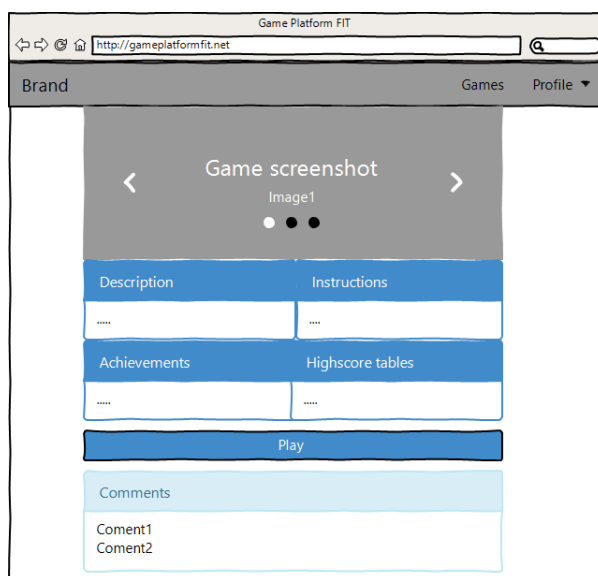 Game Platform FIT
http://gameplatformfit.net
Brand Games Profile
Game screenshot
Image1
Description Instructions
..... ....
Achievements Highscore tables
..... .....
Play
Comments
Coment1
Coment2